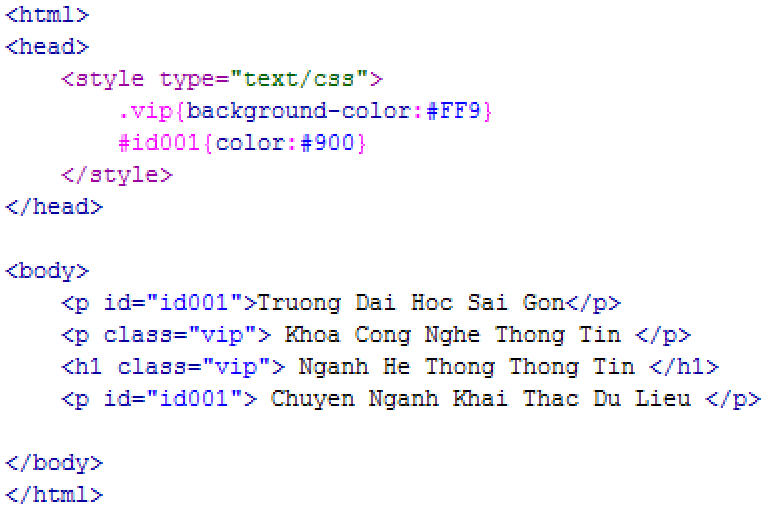 <html>
<head>
    <style type="text/css">
        .vip{background-color:#FF9}
        #id001{color:#900}
    </style>
</head>

<body>
    <p id="id001">Truong Dai Hoc Sai Gon</p>
    <p class="vip"> Khoa Cong Nghe Thong Tin </p>
    <h1 class="vip"> Nganh He Thong Thong Tin </h1>
    <p id="id001"> Chuyen Nganh Khai Thac Du Lieu </p>

</body>
</html>